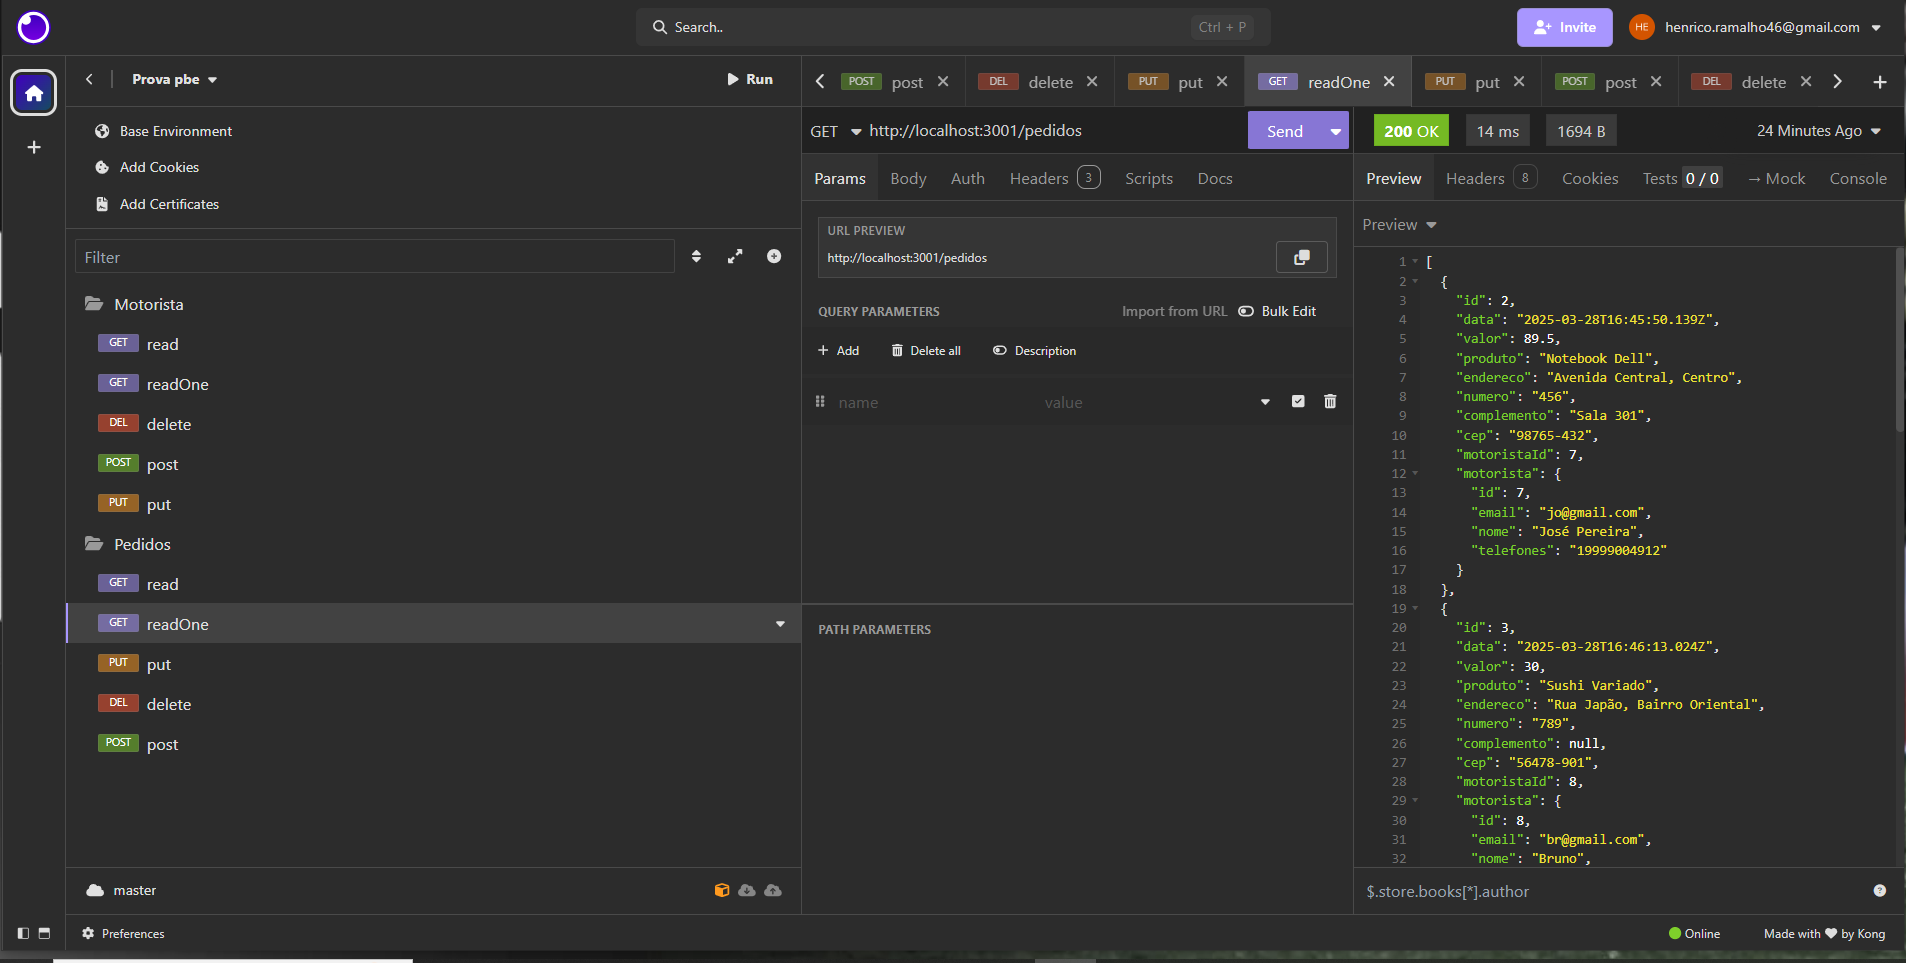 Search..
Ctrl + P
Invite
HE
henrico.ramalho46@gmail.com
Prova pbe
Run
Base Environment
Add Cookies
Add Certificates
Filter
Motorista
GET read
GET readOne
DEL delete
POST post
PUT put
Pedidos
GET read
GET readOne
PUT put
DEL delete
POST post
master
Preferences
POST post
DEL delete
PUT put
GET readOne
PUT put
POST post
DEL delete
GET http://localhost:3001/pedidos
Send
Params Body Auth Headers 3 Scripts Docs
URL PREVIEW
http://localhost:3001/pedidos
QUERY PARAMETERS
Import from URL Bulk Edit
Add Delete all Description
name value
PATH PARAMETERS
200 OK 14 ms 1694 B 24 Minutes Ago
Preview Headers 8 Cookies Tests 0 / 0 → Mock Console
Preview
1 [
2 {
3 "id": 2,
4 "data": "2025-03-28T16:45:50.139Z",
5 "valor": 89.5,
6 "produto": "Notebook Dell",
7 "endereco": "Avenida Central, Centro",
8 "numero": "456",
9 "complemento": "Sala 301",
10 "cep": "98765-432",
11 "motoristaId": 7,
12 "motorista": {
13 "id": 7,
14 "email": "jo@gmail.com",
15 "nome": "José Pereira",
16 "telefones": "19999004912"
17 }
18 },
19 {
20 "id": 3,
21 "data": "2025-03-28T16:46:13.024Z",
22 "valor": 30,
23 "produto": "Sushi Variado",
24 "endereco": "Rua Japão, Bairro Oriental",
25 "numero": "789",
26 "complemento": null,
27 "cep": "56478-901",
28 "motoristaId": 8,
29 "motorista": {
30 "id": 8,
31 "email": "br@gmail.com",
32 "nome": "Bruno",
$.store.books[*].author
Online
Made with ♥ by Kong